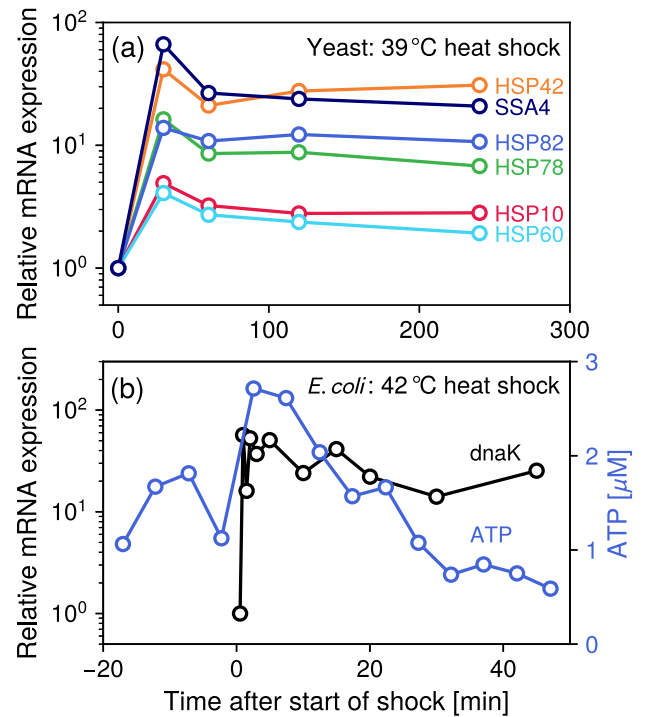 (a)
Yeast: 39 °C heat shock
Relative mRNA expression
10²
10¹
10⁰
HSP42
SSA4
HSP82
HSP78
HSP10
HSP60
0
100
200
300
(b)
E. coli: 42 °C heat shock
Relative mRNA expression
10²
10¹
10⁰
dnaK
ATP
3
2
1
0
ATP [μM]
−20
0
20
40
Time after start of shock [min]